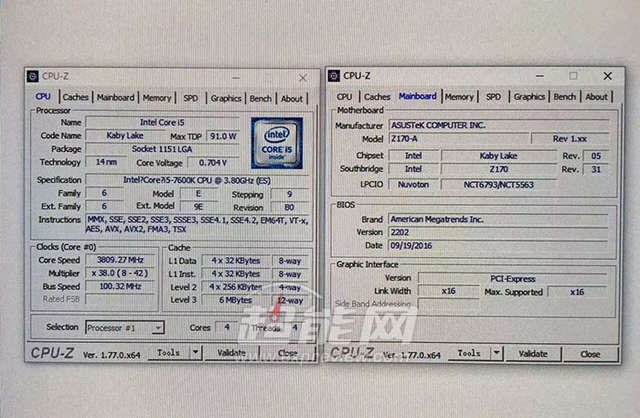 CPU-Z
CPU Caches Mainboard Memory SPD Graphics Bench About
Processor
Name Intel Core i5
Code Name Kaby Lake Max TDP 91.0 W
Package Socket 1151 LGA
Technology 14 nm Core Voltage 0.704 V
intel
CORE i5
inside
Specification Intel?Core?i5-7600K CPU @ 3.80GHz (ES)
Family 6 Model E Stepping 9
Ext. Family 6 Ext. Model 9E Revision B0
Instructions MMX, SSE, SSE2, SSE3, SSSE3, SSE4.1, SSE4.2, EM64T, VT-x,
AES, AVX, AVX2, FMA3, TSX
Clocks (Core #0)
Core Speed 3809.27 MHz
Multiplier x 38.0 ( 8 - 42 )
Bus Speed 100.32 MHz
Rated FSB
Cache
L1 Data 4 x 32 KBytes 8-way
L1 Inst. 4 x 32 KBytes 8-way
Level 2 4 x 256 KBytes 4-way
Level 3 6 MBytes 12-way
Selection Processor #1 Cores 4 Threads 4
CPU-Z Ver. 1.77.0.x64 Tools Validate Close
CPU-Z
CPU Caches Mainboard Memory SPD Graphics Bench About
Motherboard
Manufacturer ASUSTeK COMPUTER INC.
Model Z170-A Rev 1.xx
Chipset Intel Kaby Lake Rev. 05
Southbridge Intel Z170 Rev. 31
LPCIO Nuvoton NCT6793/NCT5563
BIOS
Brand American Megatrends Inc.
Version 2202
Date 09/19/2016
Graphic Interface
Version PCI-Express
Link Width x16 Max. Supported x16
Side Band Addressing
CPU-Z Ver. 1.77.0.x64 Tools Validate Close
超能网